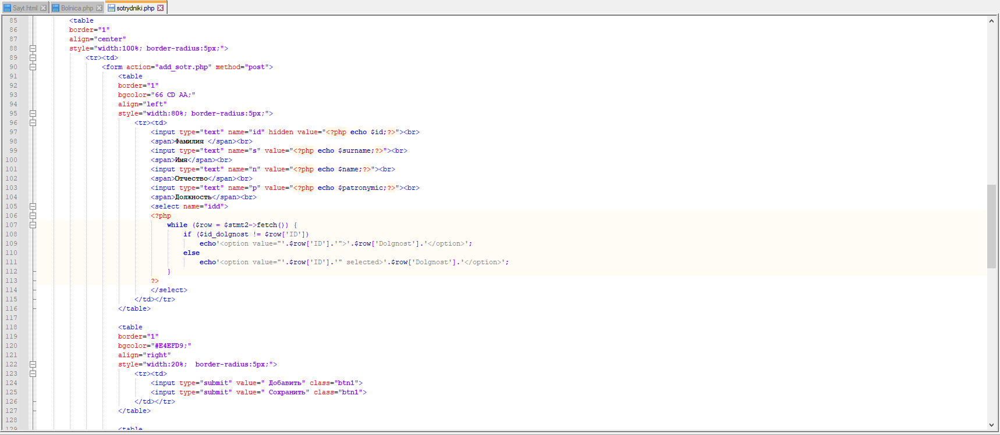 Sayt.html Bolnica.php sotrydniki.php
85 <table
86 border="1"
87 align="center"
88 style="width:100%; border-radius:5px;">
89 <tr><td>
90 <form action="add_sotr.php" method="post">
91 <table
92 border="1"
93 bgcolor="66 CD AA;"
94 align="left"
95 style="width:80%; border-radius:5px;">
96 <tr><td>
97 <input type="text" name="id" hidden value="<?php echo $id;?>"><br>
98 <span>Фамилия </span><br>
99 <input type="text" name="s" value="<?php echo $surname;?>"><br>
100 <span>Имя</span><br>
101 <input type="text" name="n" value="<?php echo $name;?>"><br>
102 <span>Отчество</span><br>
103 <input type="text" name="p" value="<?php echo $patronymic;?>"><br>
104 <span>Должность</span><br>
105 <select name="idd">
106 <?php
107 while ($row = $stmt2->fetch()) {
108 if ($id_dolgnost != $row['ID'])
109 echo'<option value="'.$row['ID'].'">'.$row['Dolgnost'].'</option>';
110 else
111 echo'<option value="'.$row['ID'].'" selected>'.$row['Dolgnost'].'</option>';
112 }
113 ?>
114 </select>
115 </td></tr>
116 </table>
117
118 <table
119 border="1"
120 bgcolor="#E4EFD9;"
121 align="right"
122 style="width:20%;  border-radius:5px;">
123 <tr><td>
124 <input type="submit" value=" Добавить" class="btn1">
125 <input type="submit" value=" Сохранить" class="btn1">
126 </td></tr>
127 </table>
128
129 <table